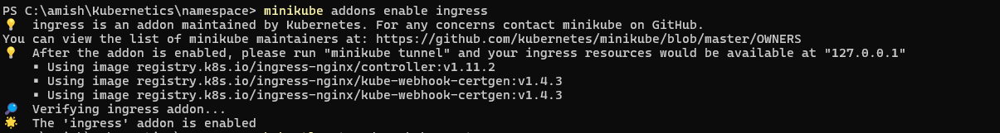 PS C:\amish\Kubernetics\namespace> minikube addons enable ingress
💡  ingress is an addon maintained by Kubernetes. For any concerns contact minikube on GitHub.
You can view the list of minikube maintainers at: https://github.com/kubernetes/minikube/blob/master/OWNERS
💡  After the addon is enabled, please run "minikube tunnel" and your ingress resources would be available at "127.0.0.1"
    ▪ Using image registry.k8s.io/ingress-nginx/controller:v1.11.2
    ▪ Using image registry.k8s.io/ingress-nginx/kube-webhook-certgen:v1.4.3
    ▪ Using image registry.k8s.io/ingress-nginx/kube-webhook-certgen:v1.4.3
🔎  Verifying ingress addon...
🌟  The 'ingress' addon is enabled